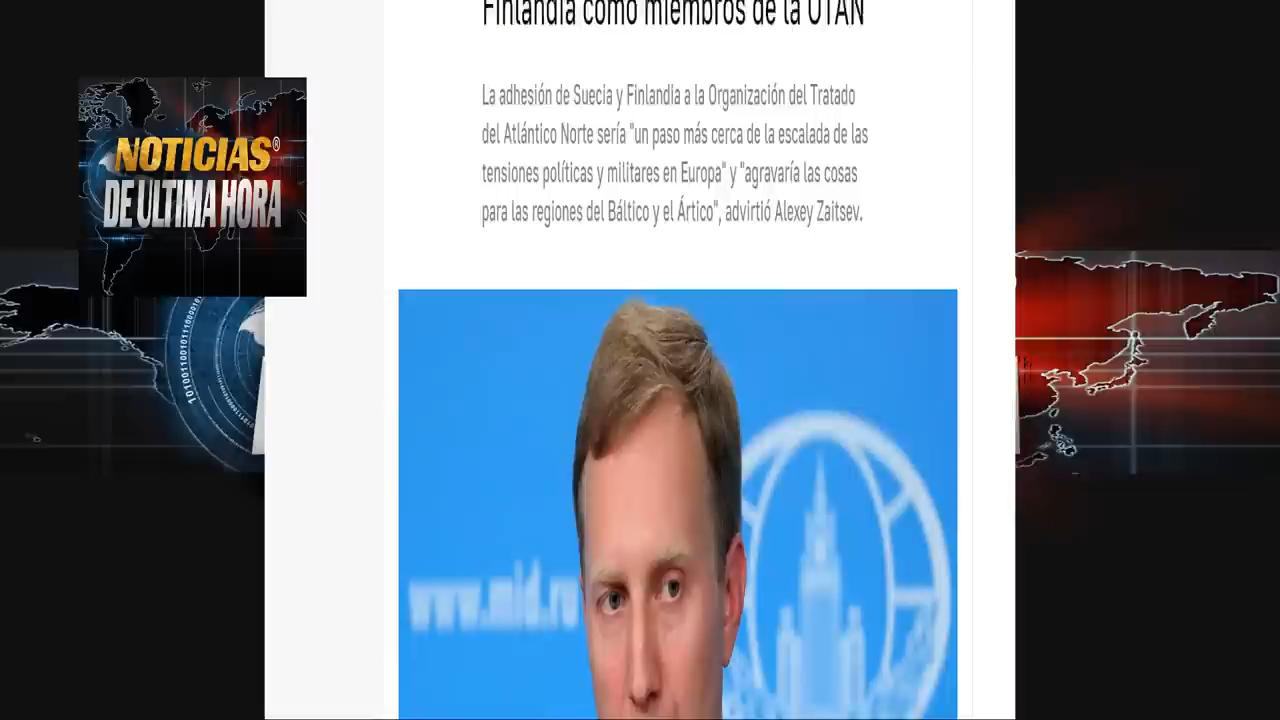 Finlandia como miembros de la OTAN
La adhesión de Suecia y Finlandia a la Organización del Tratado
del Atlántico Norte sería "un paso más cerca de la escalada de las
tensiones políticas y militares en Europa" y "agravaría las cosas
para las regiones del Báltico y el Ártico", advirtió Alexey Zaitsev.
NOTICIAS®
DE ULTIMA HORA
www.mid.ru